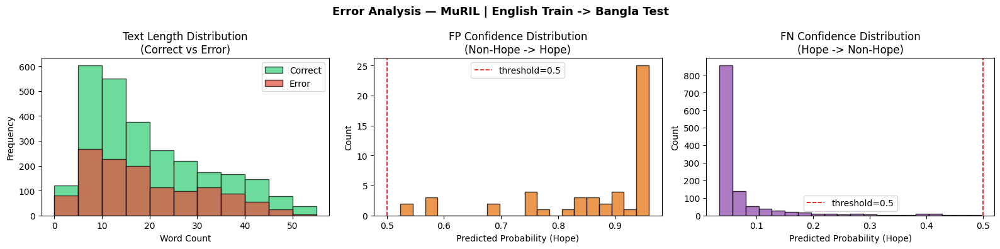 Error Analysis — MuRIL | English Train -> Bangla Test
Text Length Distribution
(Correct vs Error)
Correct
Error
600
500
400
300
200
100
0
Frequency
0 10 20 30 40 50
Word Count
FP Confidence Distribution
(Non-Hope -> Hope)
threshold=0.5
25
20
15
10
5
0
Count
0.5 0.6 0.7 0.8 0.9
Predicted Probability (Hope)
FN Confidence Distribution
(Hope -> Non-Hope)
800
700
600
500
400
300
200
100
0
Count
threshold=0.5
0.1 0.2 0.3 0.4 0.5
Predicted Probability (Hope)